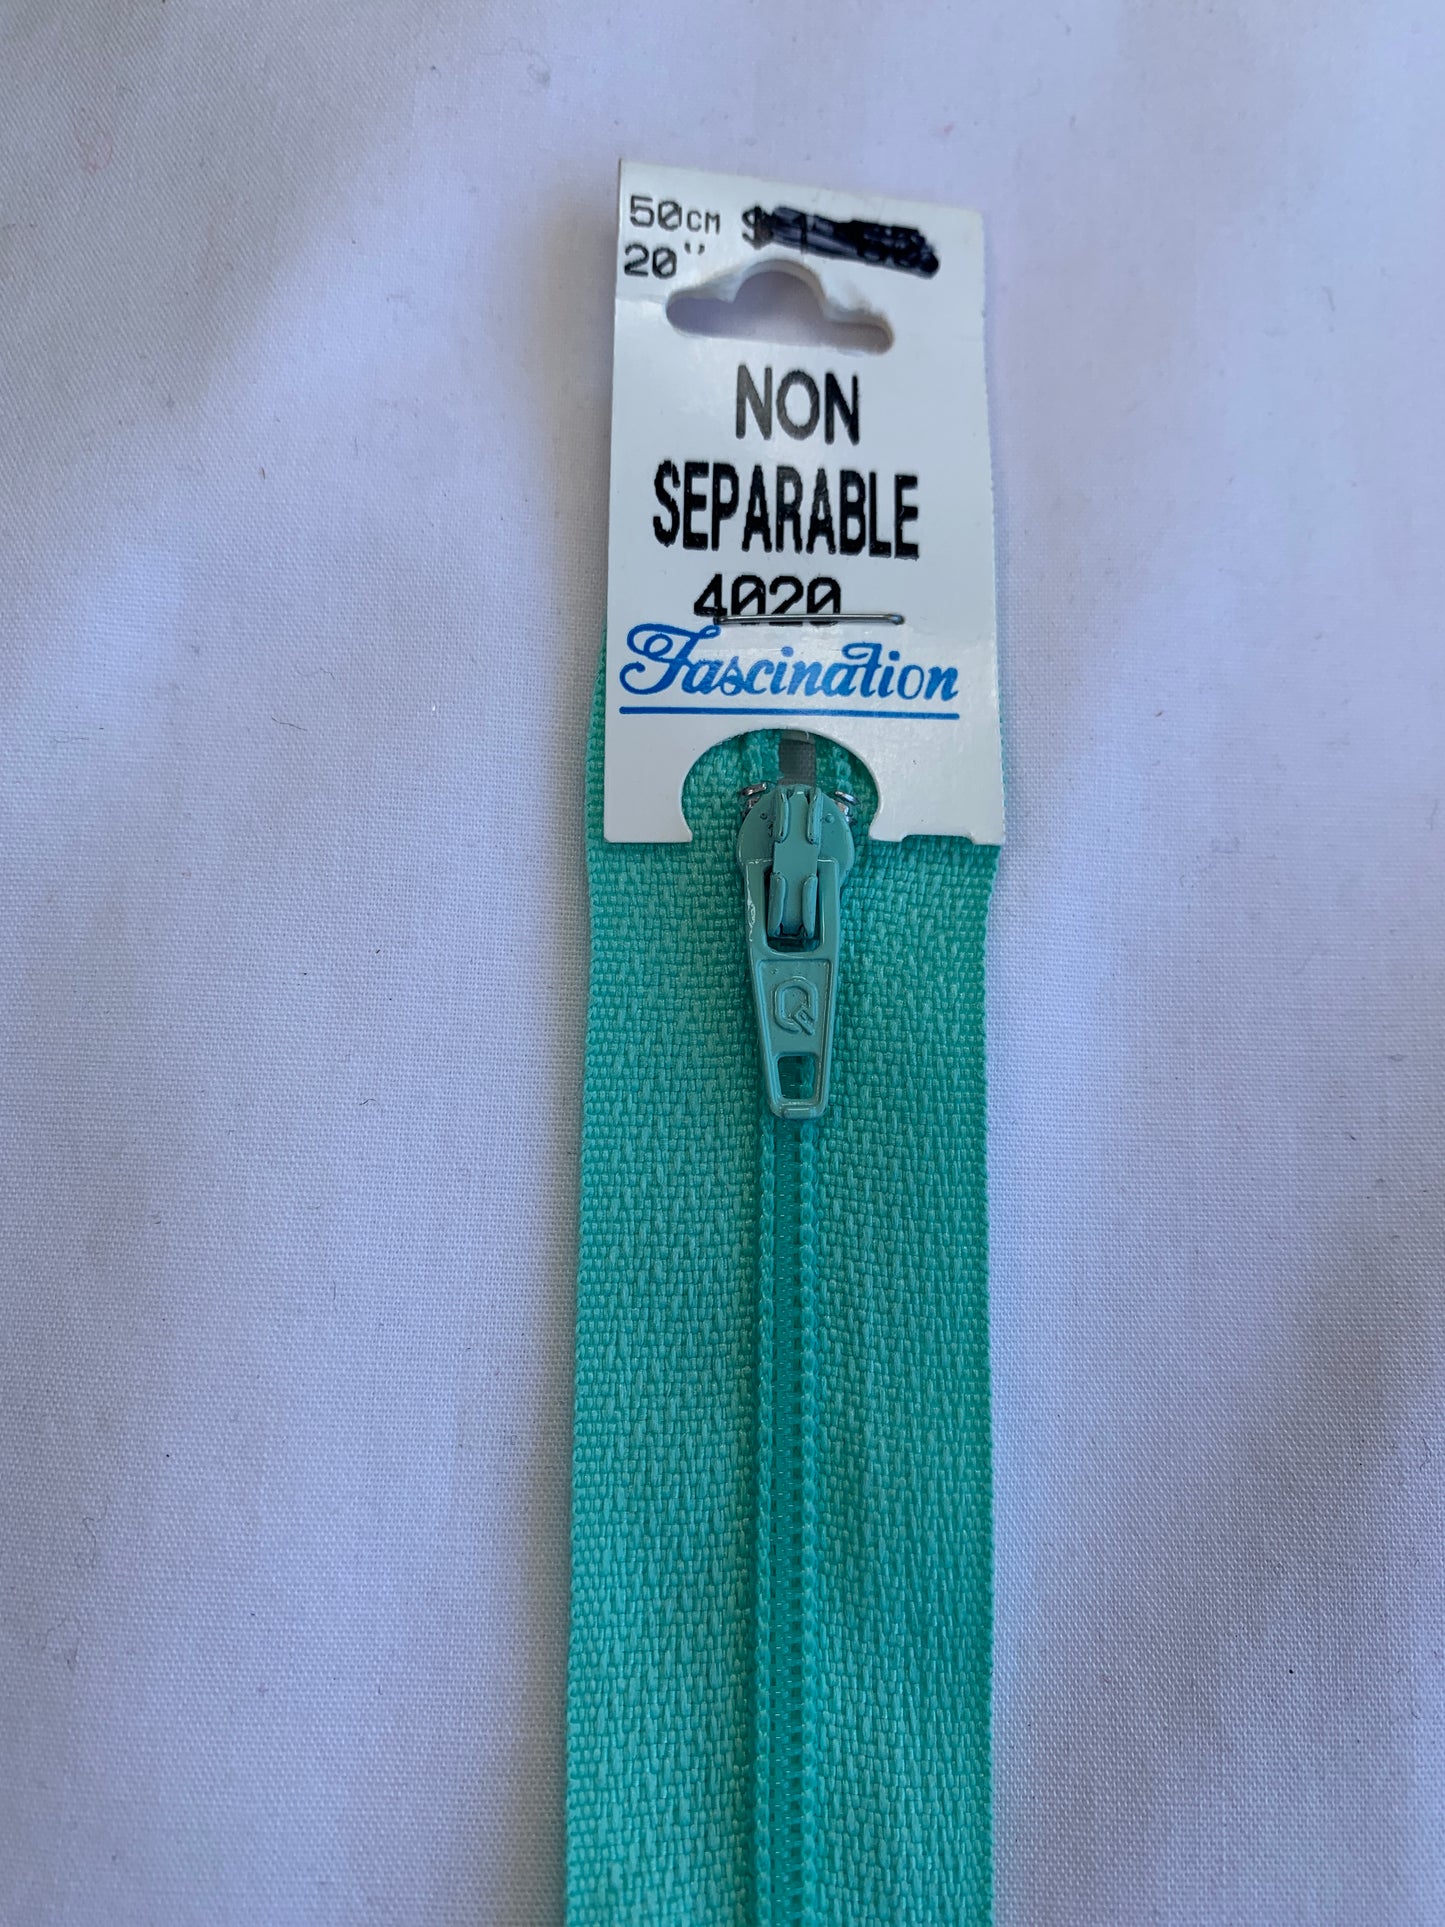 50CM $
20"
NON
SEPARABLE
4020
Fascination
Q